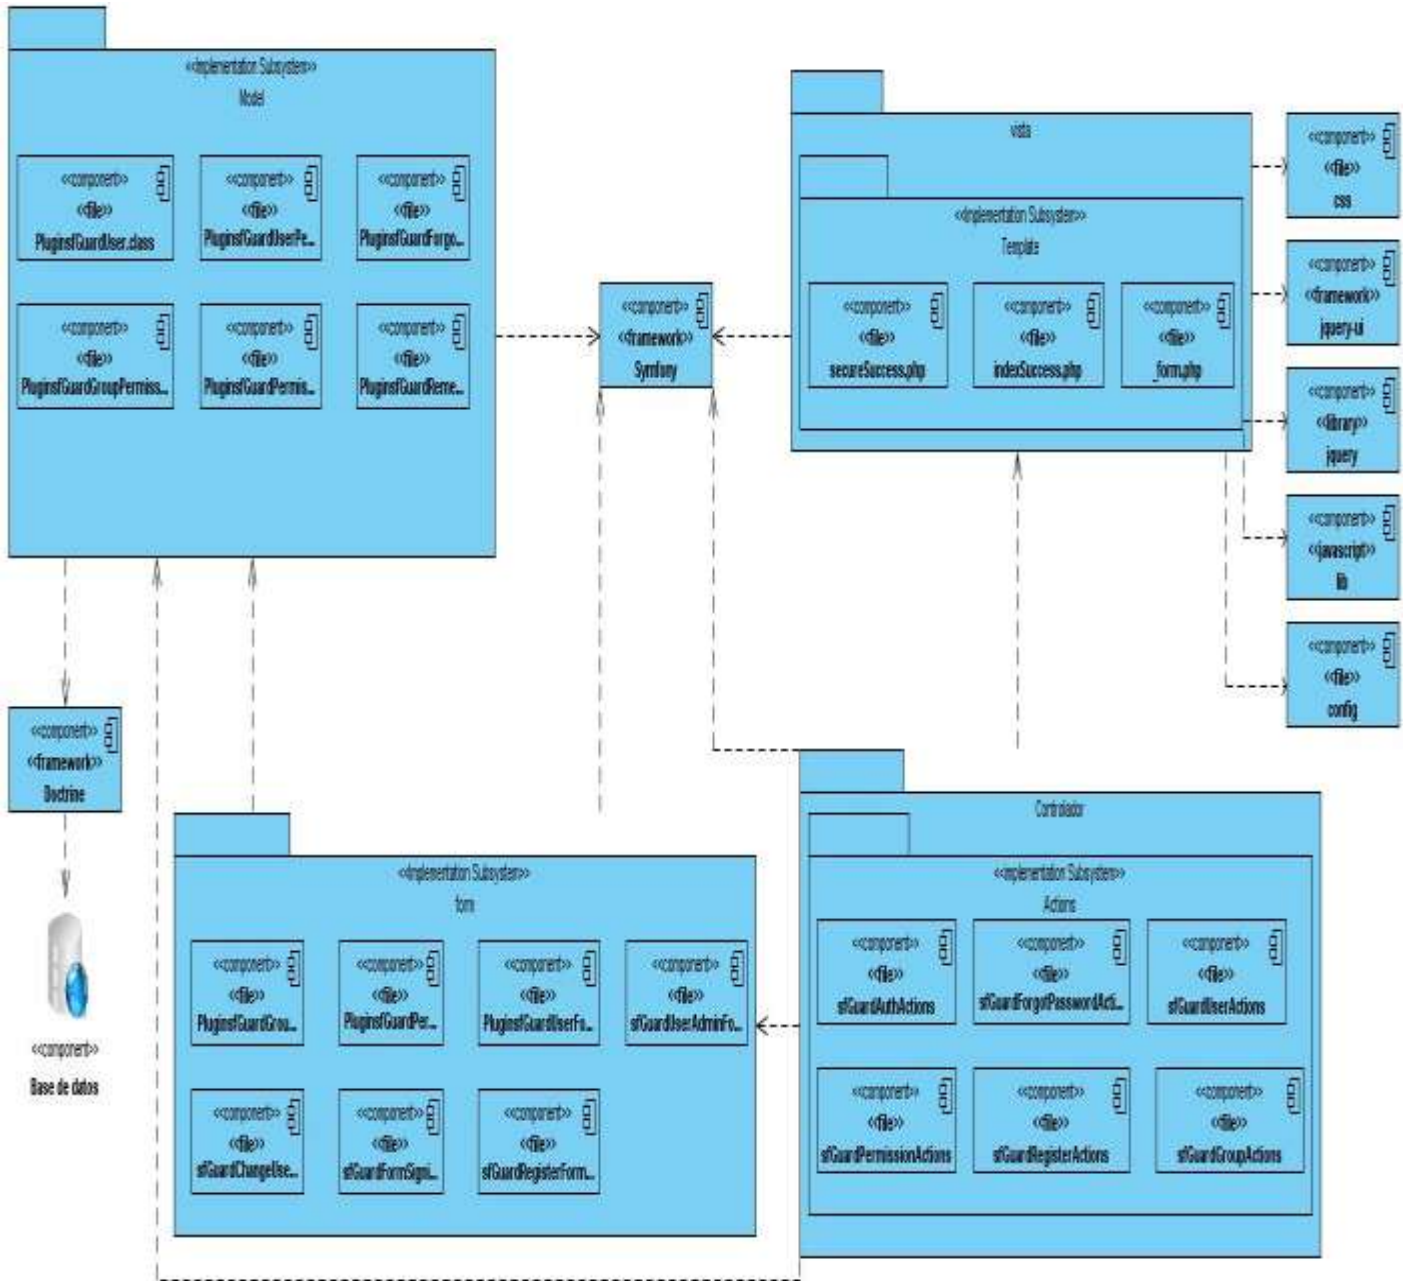 <<Implementation Subsystem>>
Model
<<component>>
<<file>>
PluginsfGuardUser.class
<<component>>
<<file>>
PluginsfGuardUserPe...
<<component>>
<<file>>
PluginsfGuardForgo...
<<component>>
<<file>>
PluginsfGuardGroupPermiss...
<<component>>
<<file>>
PluginsfGuardPermis...
<<component>>
<<file>>
PluginsfGuardReme...
<<component>>
<<framework>>
Symfony
vista
<<Implementation Subsystem>>
Template
<<component>>
<<file>>
secureSuccess.php
<<component>>
<<file>>
indexSuccess.php
<<component>>
<<file>>
_form.php
<<component>>
<<file>>
css
<<component>>
<<framework>>
jquery-ui
<<component>>
<<library>>
jquery
<<component>>
<<javascript>>
lib
<<component>>
<<file>>
config
<<component>>
<<framework>>
Doctrine
<<component>>
Base de datos
<<Implementation Subsystem>>
form
<<component>>
<<file>>
PluginsfGuardGrou...
<<component>>
<<file>>
PluginsfGuardPer...
<<component>>
<<file>>
PluginsfGuardUserFo...
<<component>>
<<file>>
sfGuardUserAdminFo...
<<component>>
<<file>>
sfGuardChangeUse...
<<component>>
<<file>>
sfGuardFormSigni...
<<component>>
<<file>>
sfGuardRegisterForm...
Controlador
<<Implementation Subsystem>>
Actions
<<component>>
<<file>>
sfGuardAuthActions
<<component>>
<<file>>
sfGuardForgotPasswordActi...
<<component>>
<<file>>
sfGuardUserActions
<<component>>
<<file>>
sfGuardPermissionActions
<<component>>
<<file>>
sfGuardRegisterActions
<<component>>
<<file>>
sfGuardGroupActions